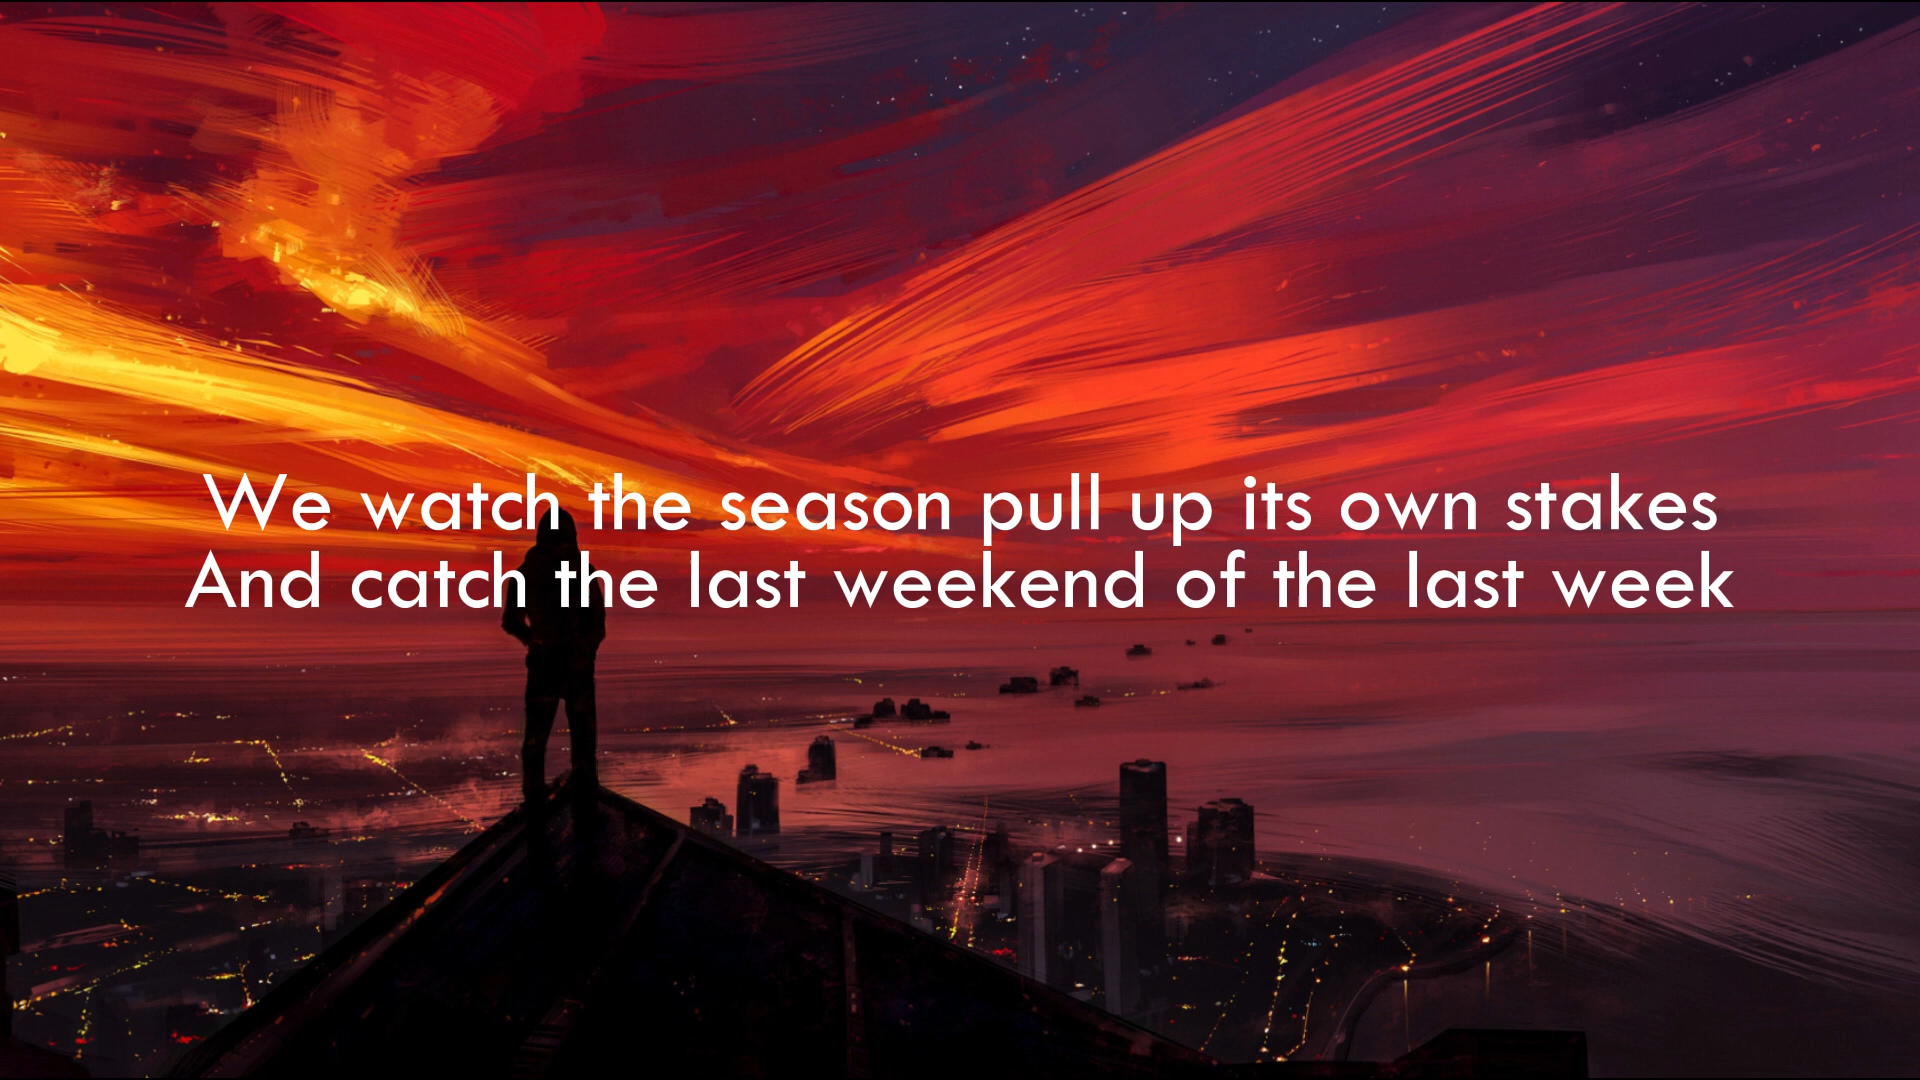 We watch the season pull up its own stakes
And catch the last weekend of the last week